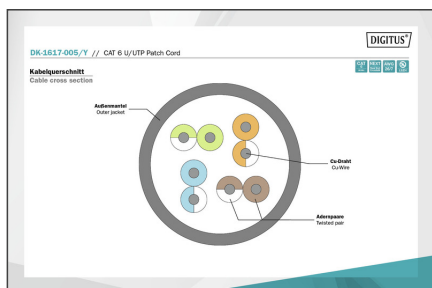 DIGITUS®
DK-1617-005/Y // CAT 6 U/UTP Patch Cord
Kabelquerschnitt
Cable cross section
Außenmantel
Outer jacket
Cu-Draht
Cu-Wire
Aderspaare
Twisted pair